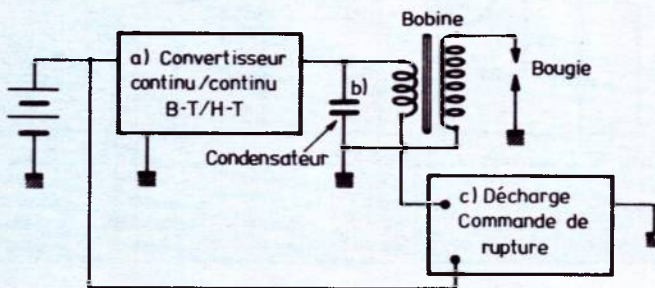 Bobine
a) Convertisseur
continu/continu
B-T/H-T
b)
Bougie
Condensateur
c) Décharge
Commande de
rupture